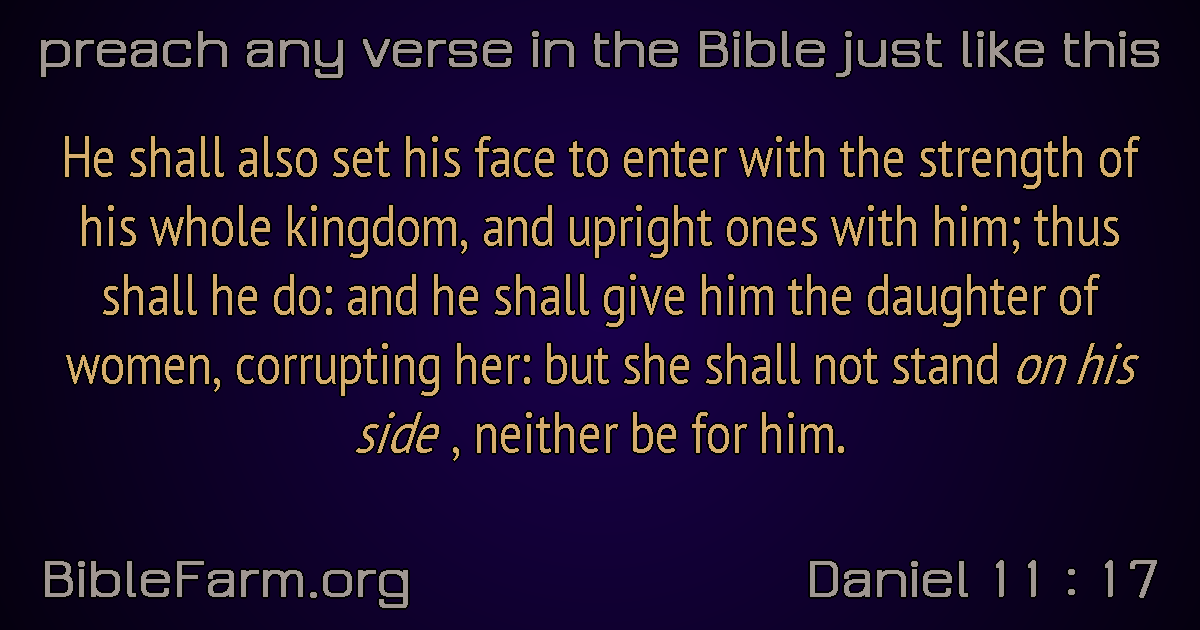 preach any verse in the Bible just like this
He shall also set his face to enter with the strength of
his whole kingdom, and upright ones with him; thus
shall he do: and he shall give him the daughter of
women, corrupting her: but she shall not stand on his
side , neither be for him.
BibleFarm.org
Daniel 11 : 17